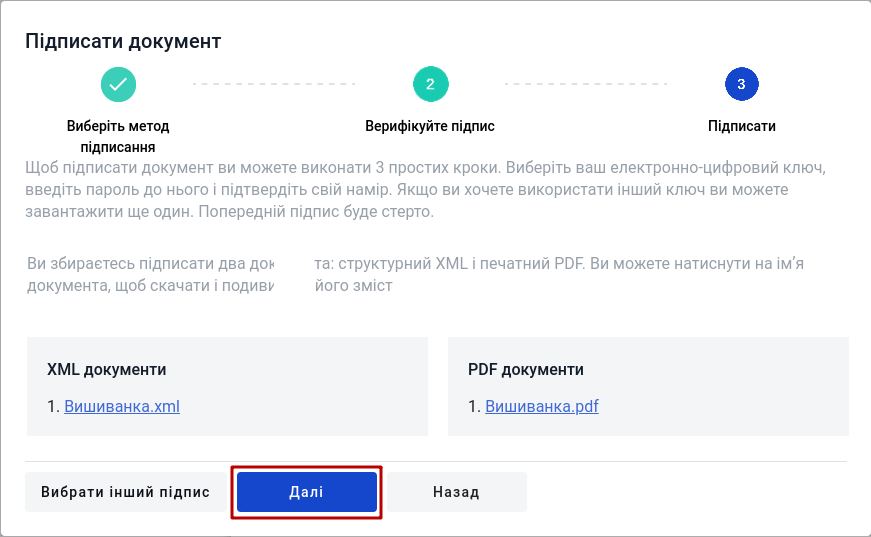 Підписати документ
2
3
Виберіть метод підписання
Верифікуйте підпис
Підписати
Щоб підписати документ ви можете виконати 3 простих кроки. Виберіть ваш електронно-цифровий ключ,
введіть пароль до нього і підтвердіть свій намір. Якщо ви хочете використати інший ключ ви можете
завантажити ще один. Попередній підпис буде стерто.
Ви збираєтесь підписати два та: структурний XML і печатний PDF. Ви можете натиснути на ім’я
документа, щоб скачати і його зміст
XML документи
1. Вишиванка.xml
PDF документи
1. Вишиванка.pdf
Вибрати інший підпис
Далі
Назад